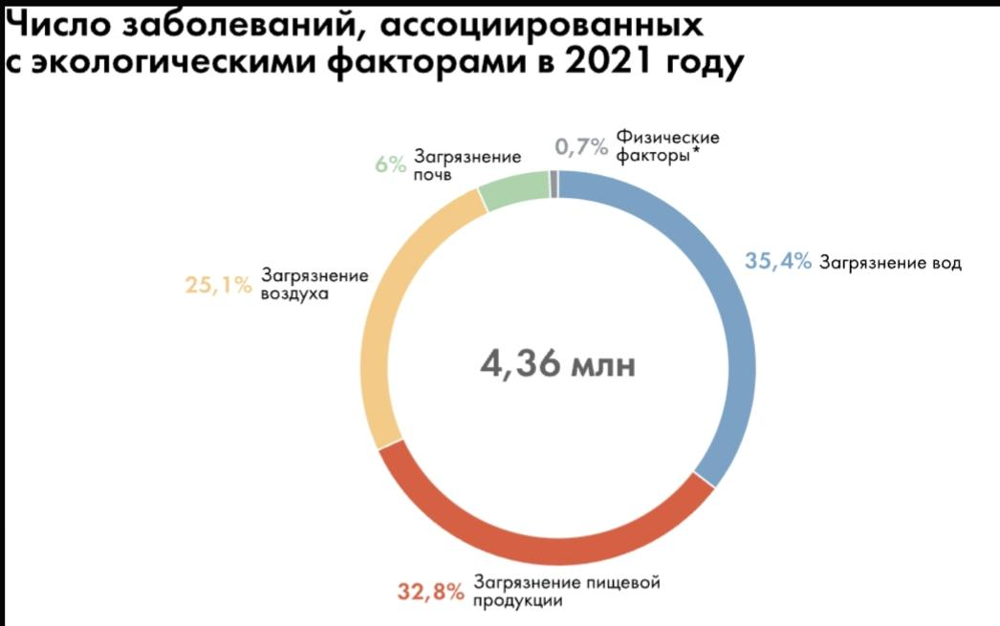 Число заболеваний, ассоциированных
с экологическими факторами в 2021 году
0,7% Физические
факторы*
6% Загрязнение
почв
35,4% Загрязнение вод
25,1% Загрязнение
воздуха
4,36 млн
32,8% Загрязнение пищевой
продукции